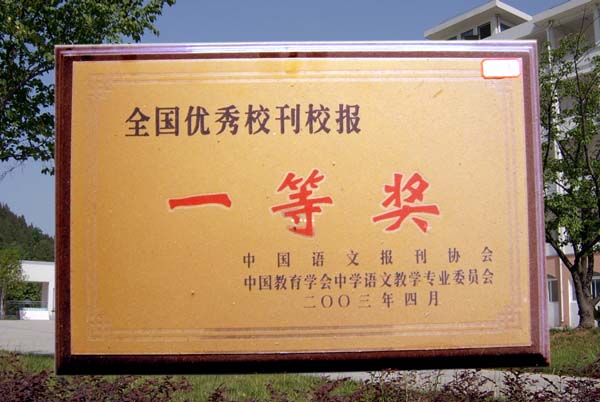 全国优秀校刊校报
一等奖
中国语文报刊协会
中国教育学会中学语文教学专业委员会
二〇〇三年四月